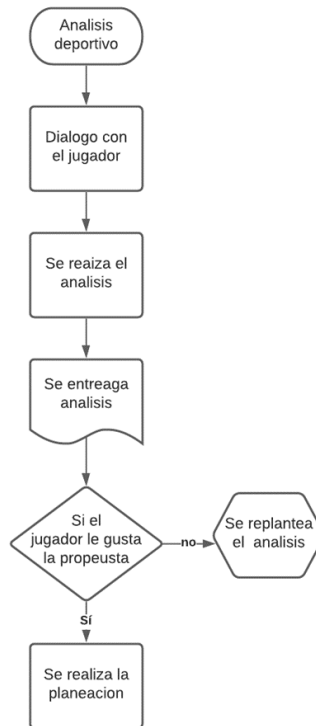 Analisis
deportivo
Dialogo con
el jugador
Se reaiza el
analisis
Se entreaga
analisis
Si el
jugador le gusta
la propeusta
no
Se replantea
el analisis
Sí
Se realiza la
planeacion